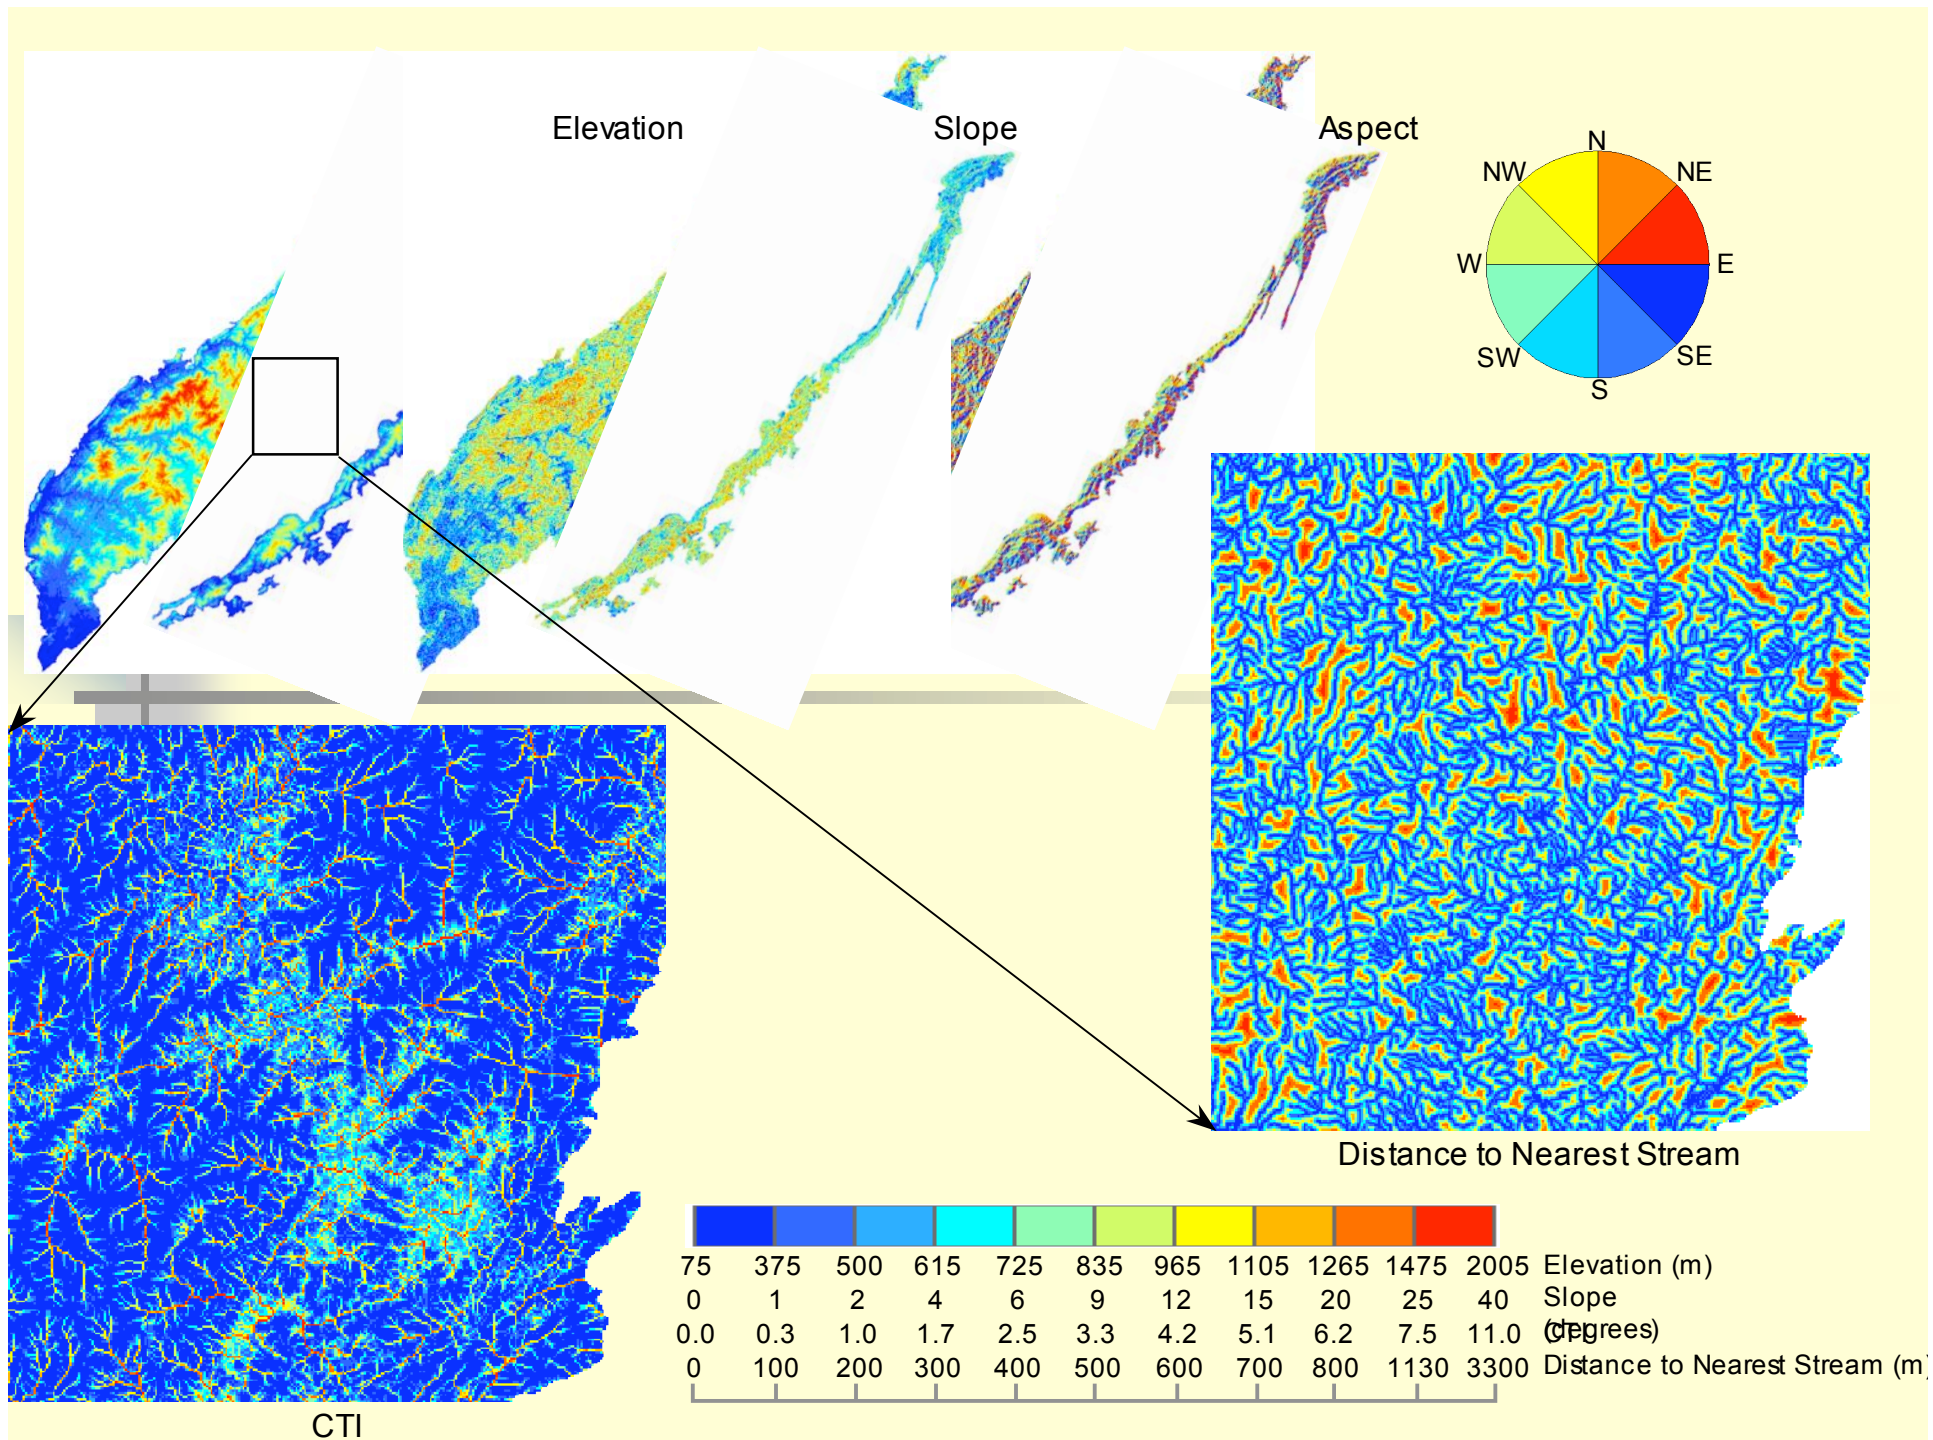 Elevation
Slope
Aspect
N
NW
NE
W
E
SW
SE
S
Distance to Nearest Stream
75 375 500 615 725 835 965 1105 1265 1475 2005 Elevation (m)
0 1 2 4 6 9 12 15 20 25 40 Slope
(degrees)
0.0 0.3 1.0 1.7 2.5 3.3 4.2 5.1 6.2 7.5 11.0 CTI
0 100 200 300 400 500 600 700 800 1130 3300 Distance to Nearest Stream (m)
CTI